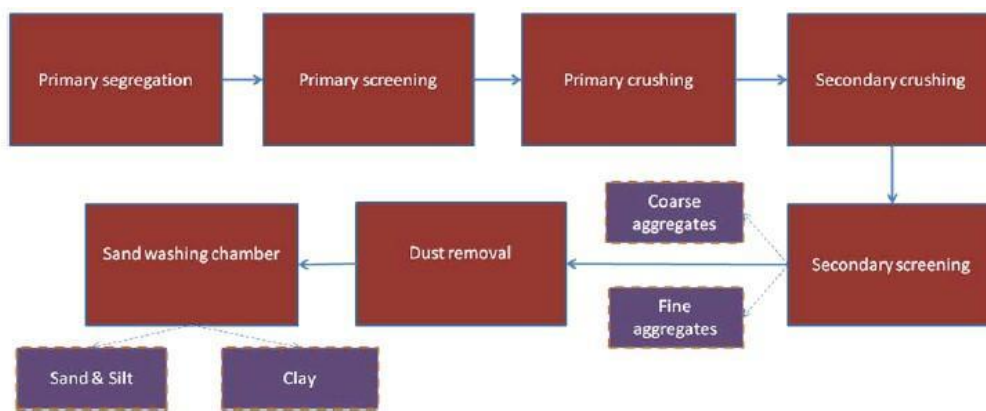 Primary segregation
Primary screening
Primary crushing
Secondary crushing
Coarse
aggregates
Sand washing chamber
Dust removal
Secondary screening
Fine
aggregates
Sand & Silt
Clay